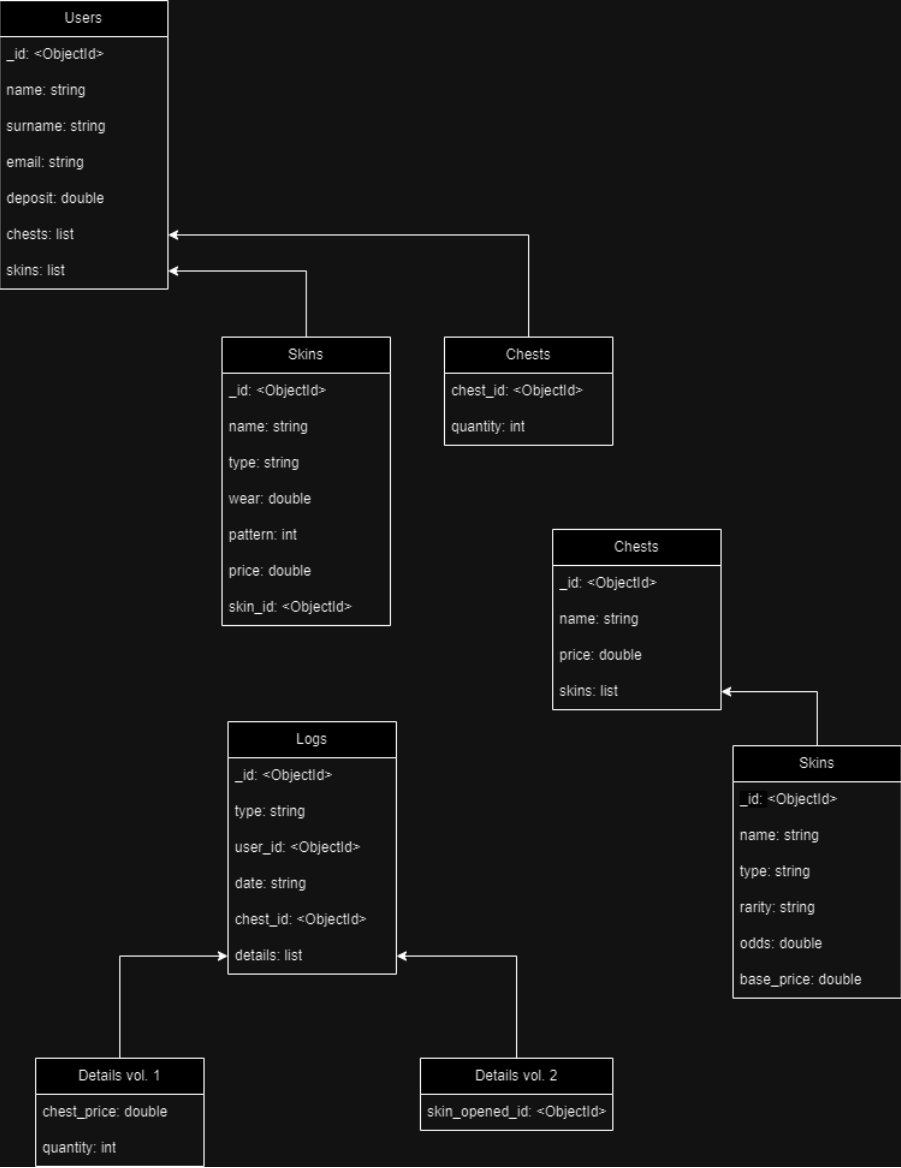 Users
_id: <ObjectId>
name: string
surname: string
email: string
deposit: double
chests: list
skins: list
Skins
_id: <ObjectId>
name: string
type: string
wear: double
pattern: int
price: double
skin_id: <ObjectId>
Chests
chest_id: <ObjectId>
quantity: int
Chests
_id: <ObjectId>
name: string
price: double
skins: list
Logs
_id: <ObjectId>
type: string
user_id: <ObjectId>
date: string
chest_id: <ObjectId>
details: list
Skins
_id: <ObjectId>
name: string
type: string
rarity: string
odds: double
base_price: double
Details vol. 1
chest_price: double
quantity: int
Details vol. 2
skin_opened_id: <ObjectId>